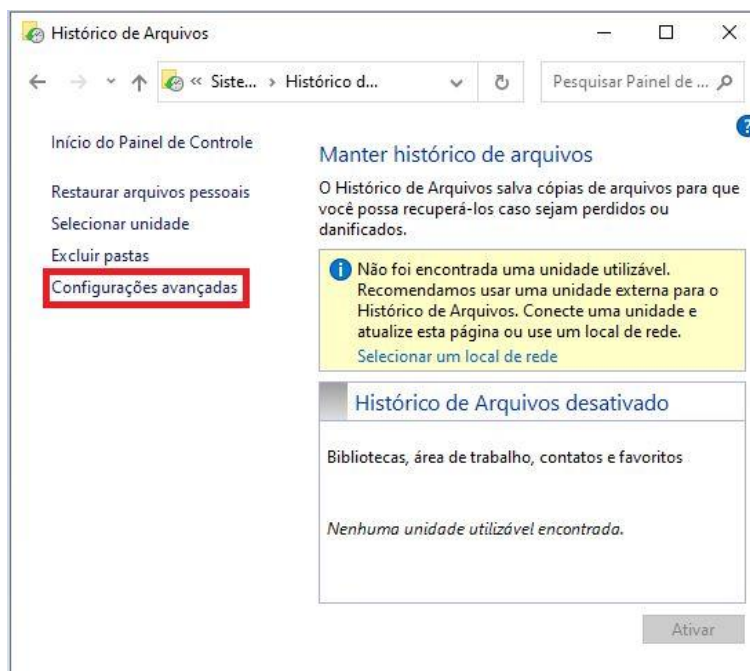 Histórico de Arquivos
« Siste... › Histórico d...
Pesquisar Painel de ...
?
Início do Painel de Controle
Restaurar arquivos pessoais
Selecionar unidade
Excluir pastas
Configurações avançadas
Manter histórico de arquivos
O Histórico de Arquivos salva cópias de arquivos para que
você possa recuperá-los caso sejam perdidos ou
danificados.
Não foi encontrada uma unidade utilizável.
Recomendamos usar uma unidade externa para o
Histórico de Arquivos. Conecte uma unidade e
atualize esta página ou use um local de rede.
Selecionar um local de rede
Histórico de Arquivos desativado
Bibliotecas, área de trabalho, contatos e favoritos
Nenhuma unidade utilizável encontrada.
Ativar